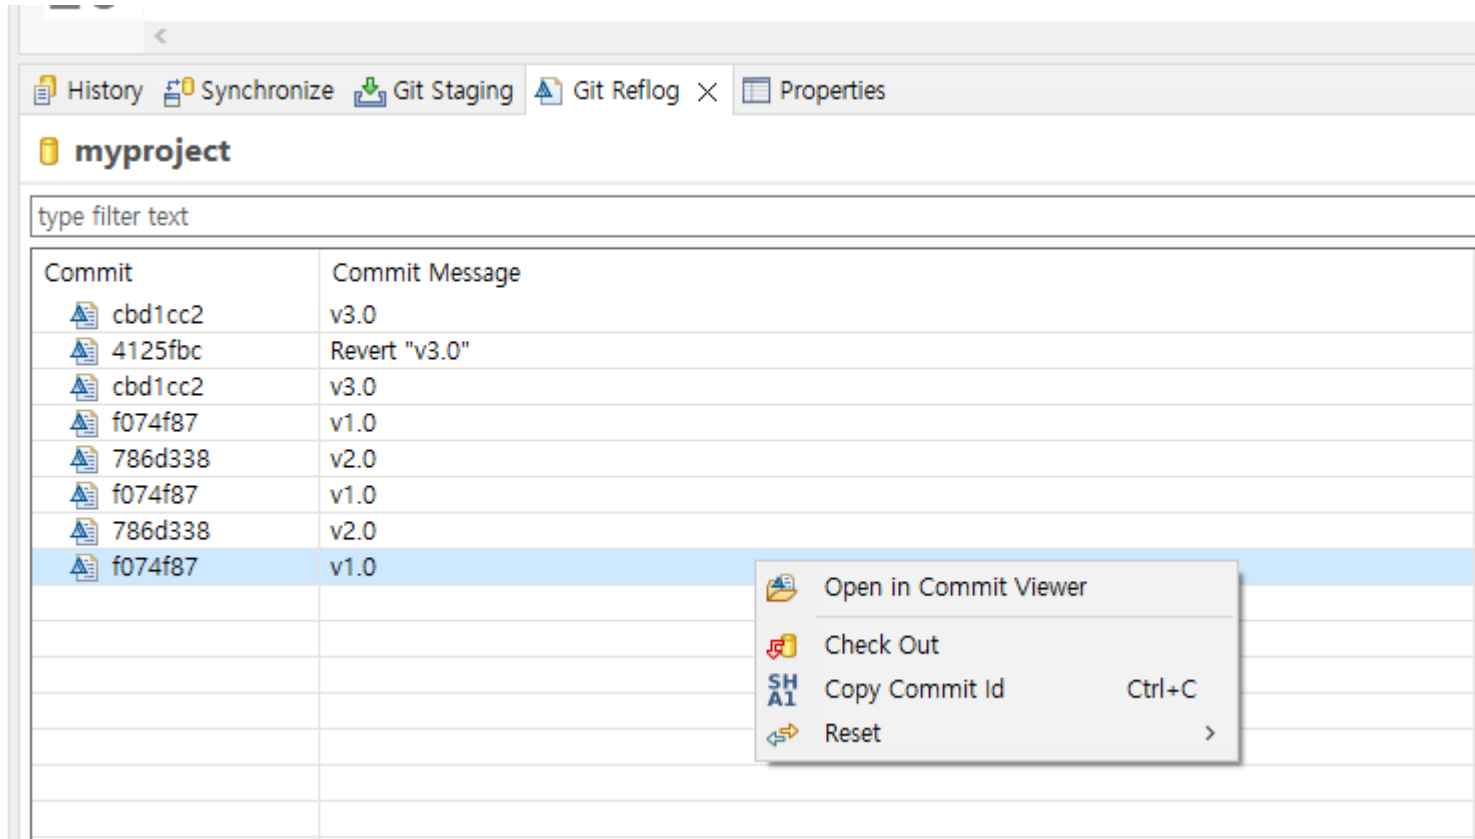 History Synchronize Git Staging Git Reflog Properties
myproject
type filter text
Commit Commit Message
cbd1cc2 v3.0
4125fbc Revert "v3.0"
cbd1cc2 v3.0
f074f87 v1.0
786d338 v2.0
f074f87 v1.0
786d338 v2.0
f074f87 v1.0
Open in Commit Viewer
Check Out
SHA1 Copy Commit Id Ctrl+C
Reset